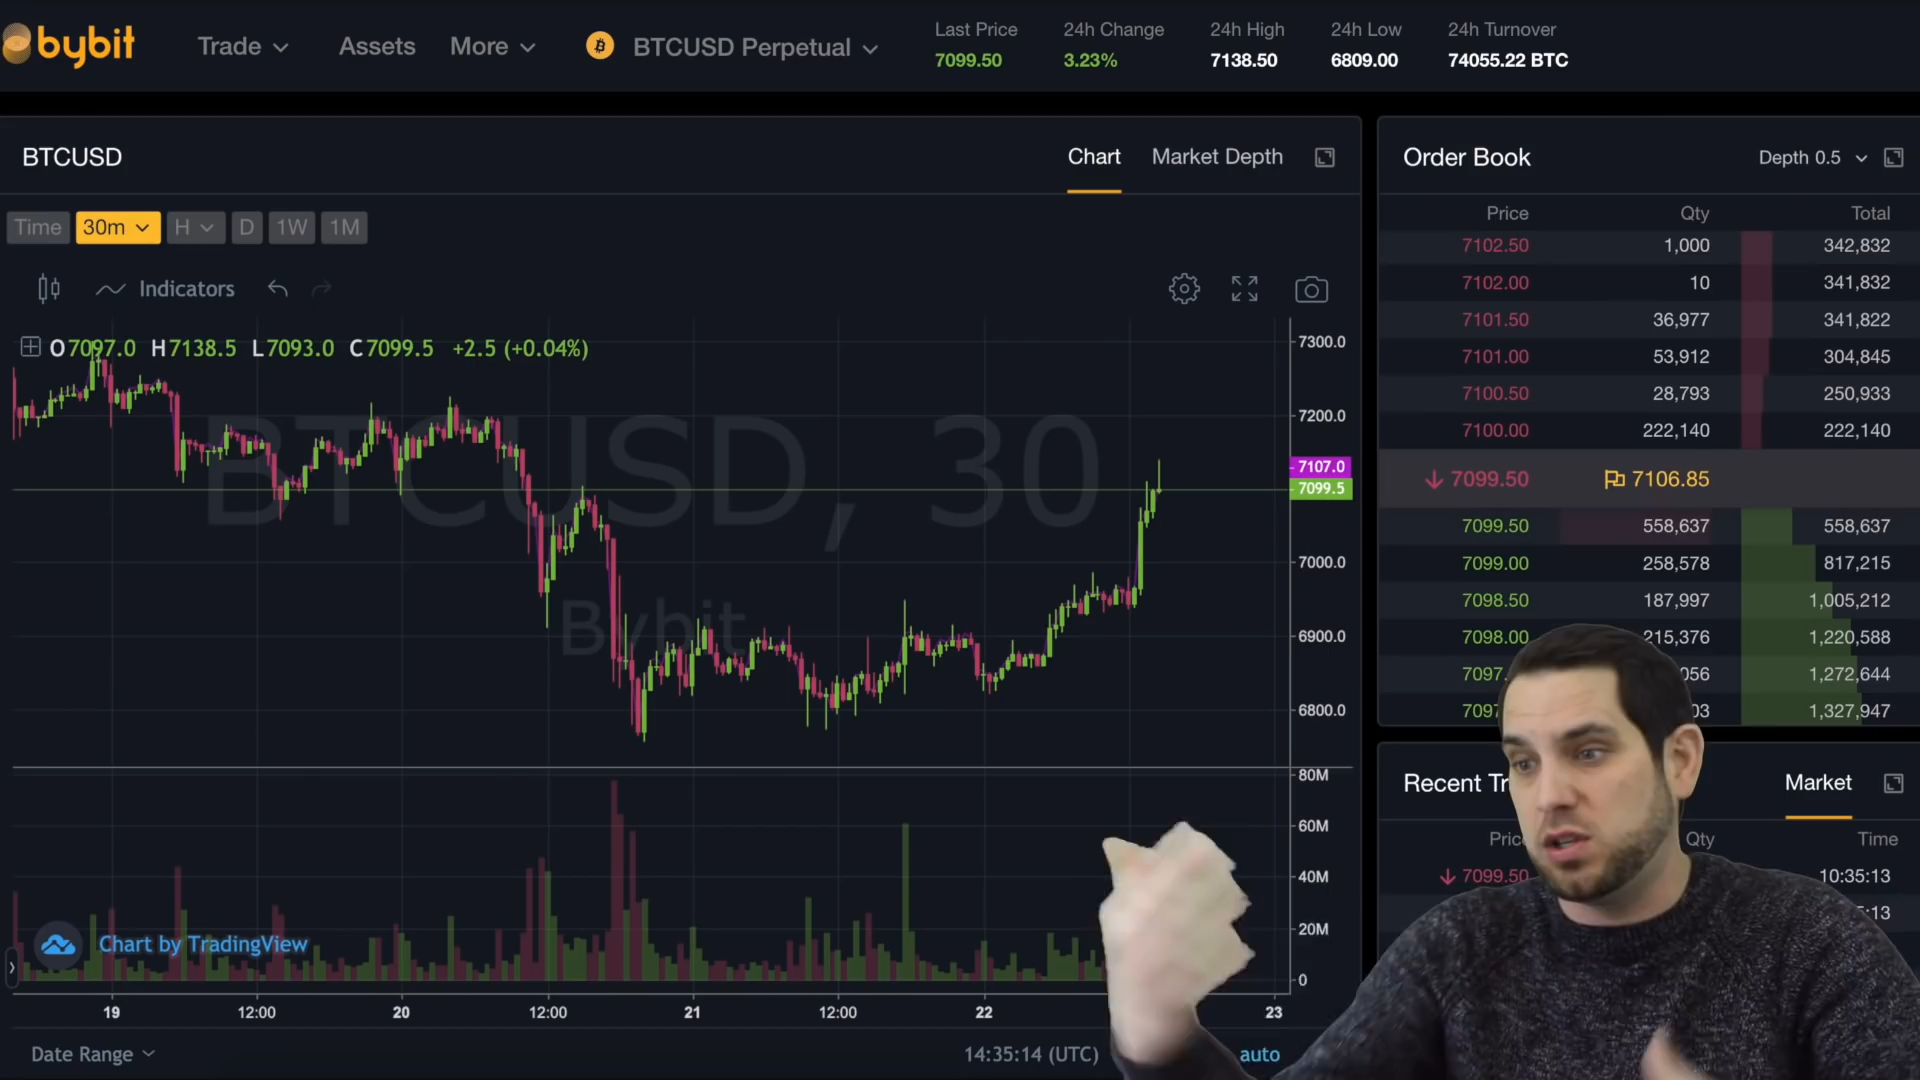 bybit
Trade
Assets
More
BTCUSD Perpetual
Last Price
7099.50
24h Change
3.23%
24h High
7138.50
24h Low
6809.00
24h Turnover
74055.22 BTC
BTCUSD
Chart
Market Depth
Time 30m H D 1W 1M
Indicators
O7097.0 H7138.5 L7093.0 C7099.5 +2.5 (+0.04%)
BTCUSD, 30
Bybit
7300.0
7200.0
7107.0
7099.5
7000.0
6900.0
6800.0
80M
60M
40M
20M
0
Chart by TradingView
19 12:00 20 12:00 21 12:00 22 23
Date Range
14:35:14 (UTC)
auto
Order Book
Depth 0.5
Price Qty Total
7102.50 1,000 342,832
7102.00 10 341,832
7101.50 36,977 341,822
7101.00 53,912 304,845
7100.50 28,793 250,933
7100.00 222,140 222,140
7099.50 7106.85
7099.50 558,637 558,637
7099.00 258,578 817,215
7098.50 187,997 1,005,212
7098.00 215,376 1,220,588
1,272,644
1,327,947
Recent
Market
Qty Time
7099.50 10:35:13